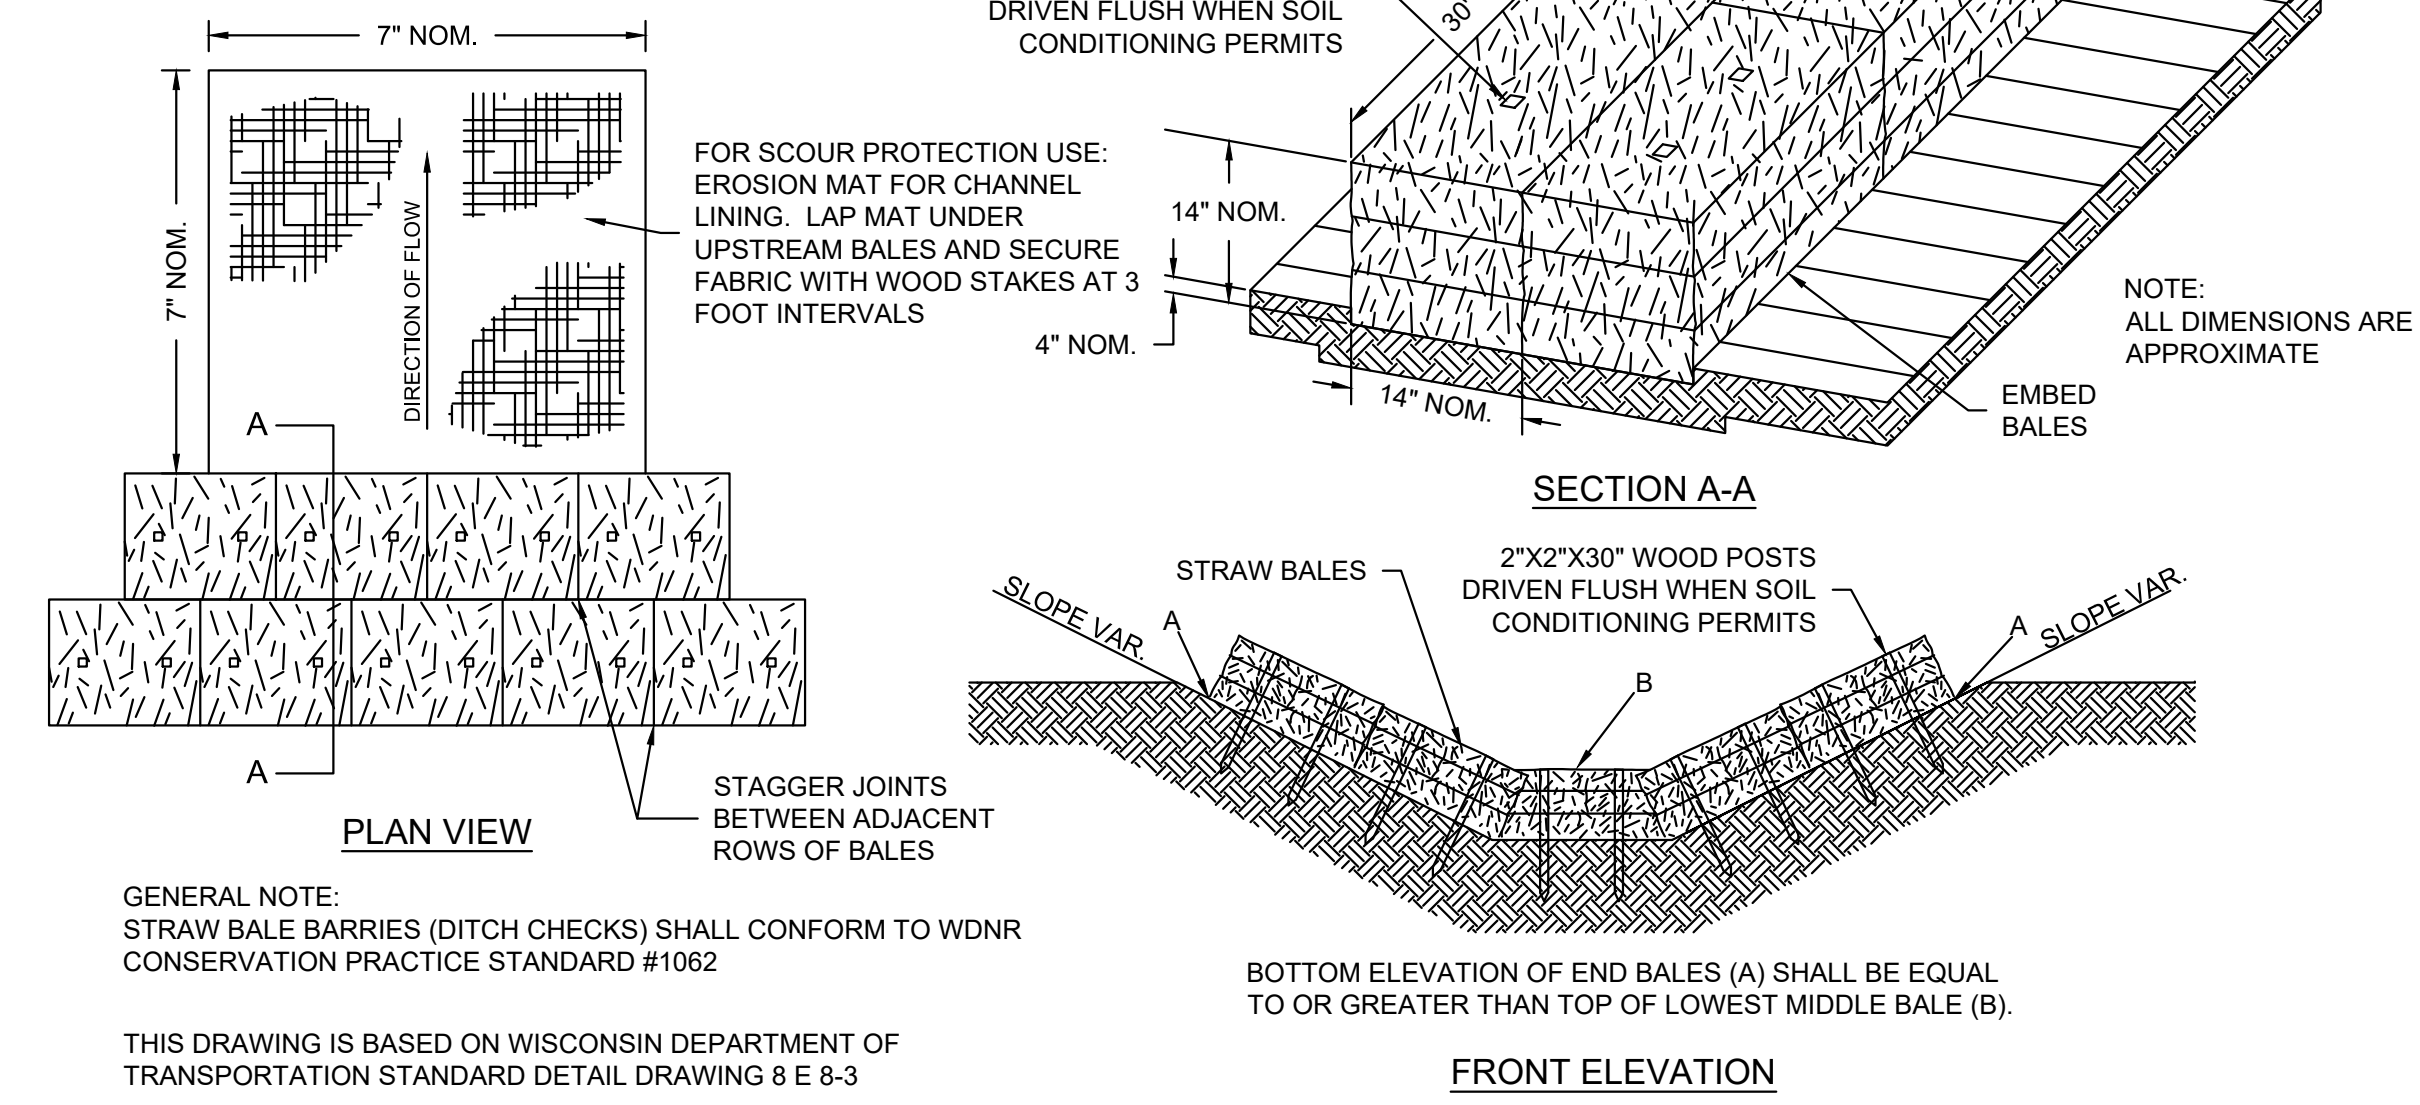 7" NOM.
7" NOM.
DIRECTION OF FLOW
FOR SCOUR PROTECTION USE:
EROSION MAT FOR CHANNEL
LINING. LAP MAT UNDER
UPSTREAM BALES AND SECURE
FABRIC WITH WOOD STAKES AT 3
FOOT INTERVALS
A
A
STAGGER JOINTS
BETWEEN ADJACENT
ROWS OF BALES
PLAN VIEW
GENERAL NOTE:
STRAW BALE BARRIES (DITCH CHECKS) SHALL CONFORM TO WDNR
CONSERVATION PRACTICE STANDARD #1062
THIS DRAWING IS BASED ON WISCONSIN DEPARTMENT OF
TRANSPORTATION STANDARD DETAIL DRAWING 8 E 8-3
DRIVEN FLUSH WHEN SOIL
CONDITIONING PERMITS
30"
14" NOM.
4" NOM.
14" NOM.
NOTE:
ALL DIMENSIONS ARE
APPROXIMATE
EMBED
BALES
SECTION A-A
STRAW BALES
2"X2"X30" WOOD POSTS
DRIVEN FLUSH WHEN SOIL
CONDITIONING PERMITS
SLOPE VAR.
A
B
A
SLOPE VAR.
BOTTOM ELEVATION OF END BALES (A) SHALL BE EQUAL
TO OR GREATER THAN TOP OF LOWEST MIDDLE BALE (B).
FRONT ELEVATION